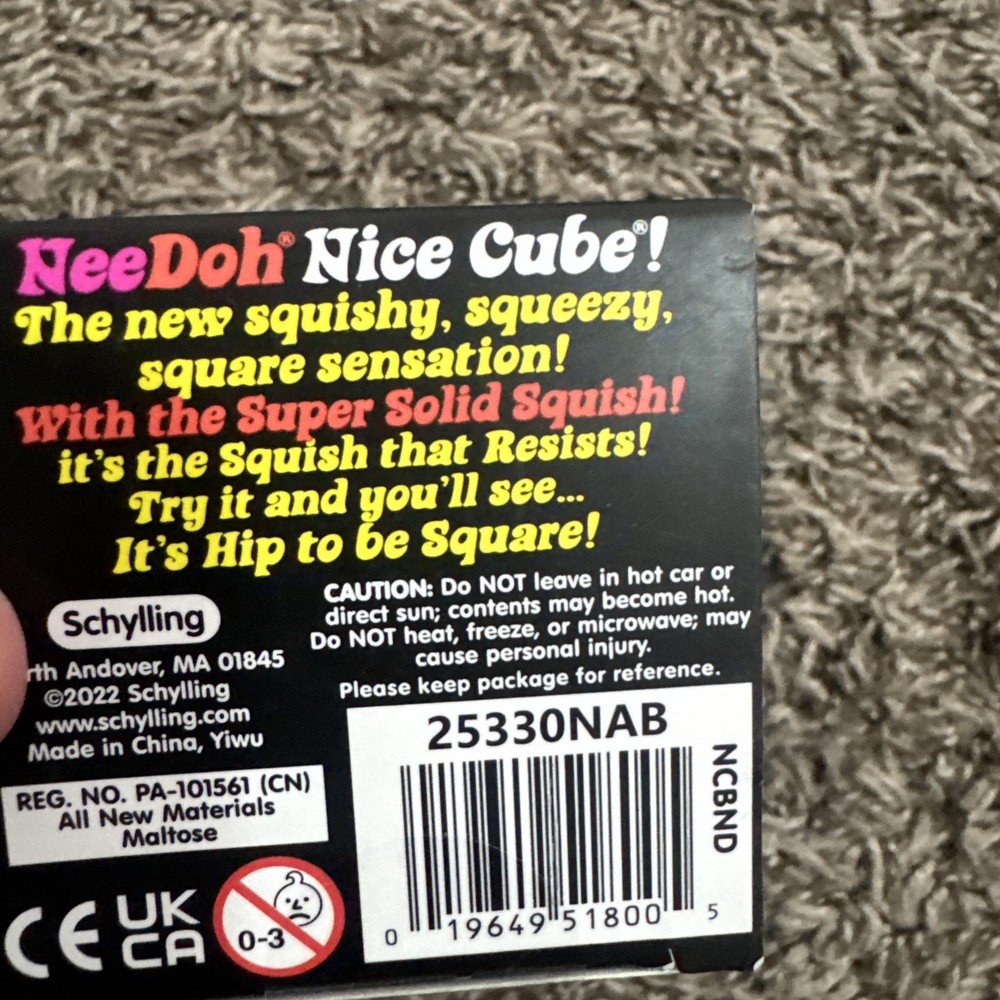 NeeDoh® Nice Cube®!
The new squishy, squeezy,
square sensation!
With the Super Solid Squish!
it's the Squish that Resists!
Try it and you'll see...
It's Hip to be Square!
CAUTION: Do NOT leave in hot car or
direct sun; contents may become hot.
Do NOT heat, freeze, or microwave; may
cause personal injury.
Please keep package for reference.
Schylling
rth Andover, MA 01845
©2022 Schylling
www.schylling.com
Made in China, Yiwu
REG. NO. PA-101561 (CN)
All New Materials
Maltose
CE
UK
CA
0-3
25330NAB
NCBND
0 19649 51800 5